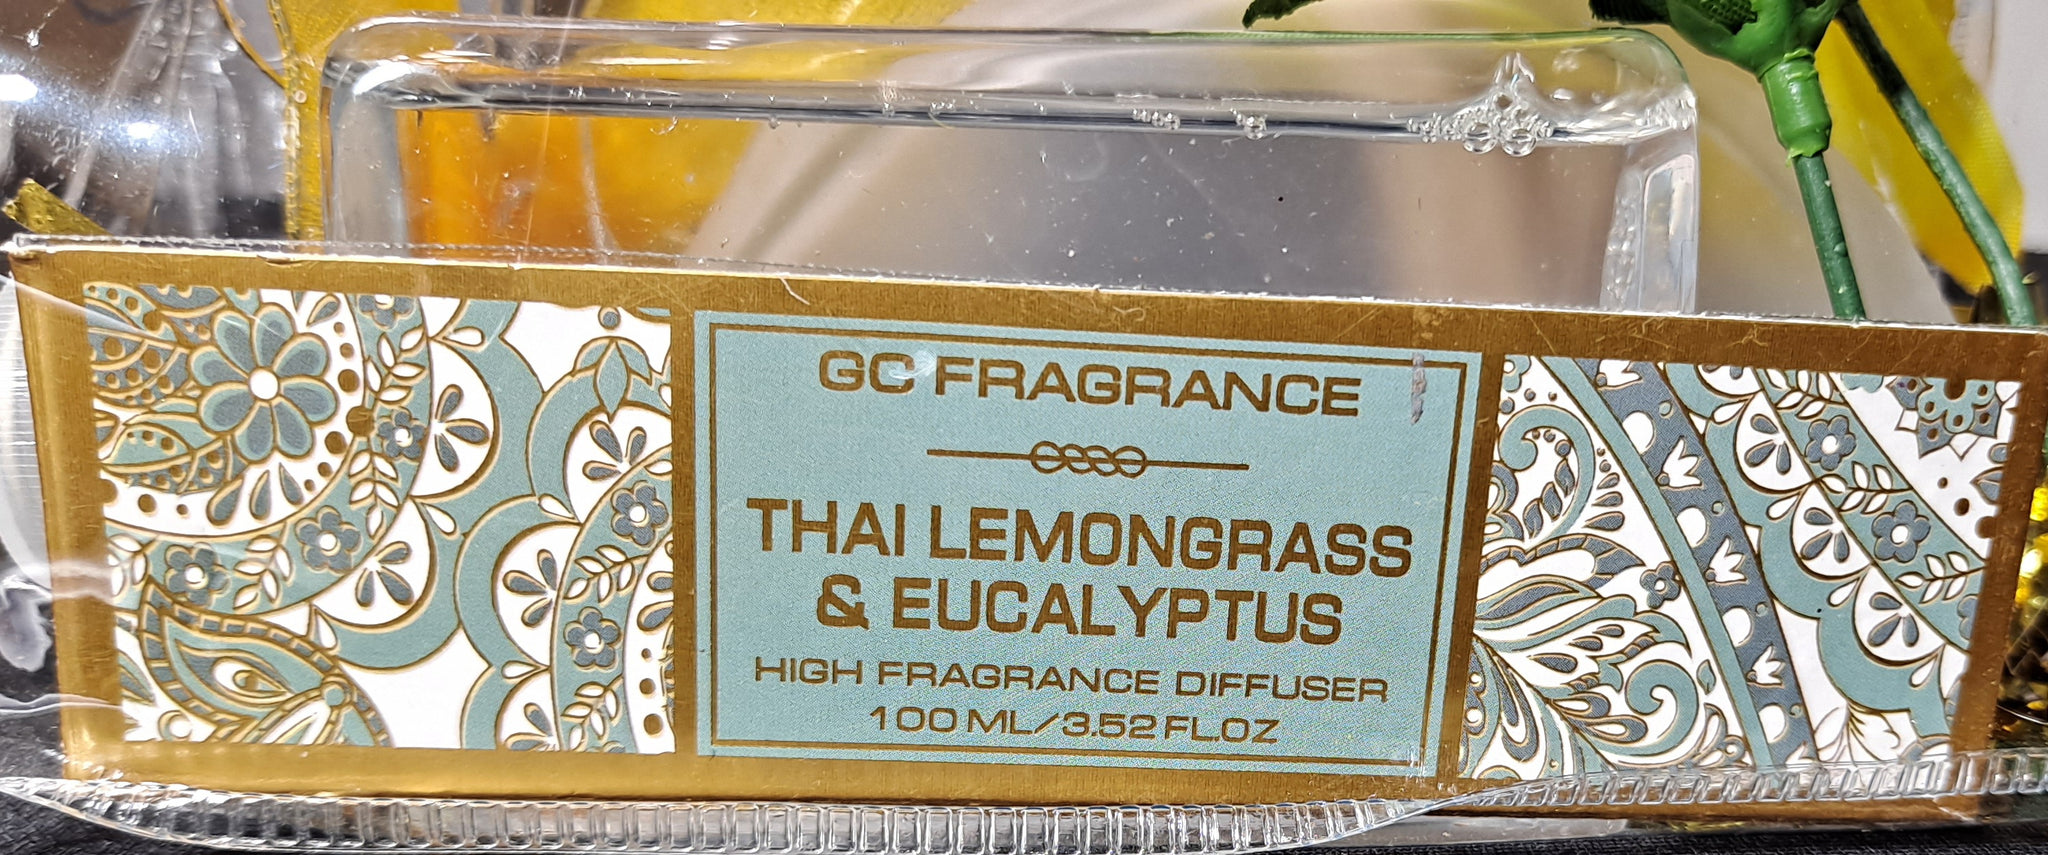 GC FRAGRANCE
THAI LEMONGRASS
& EUCALYPTUS
HIGH FRAGRANCE DIFFUSER
100 ML/3.52 FL OZ